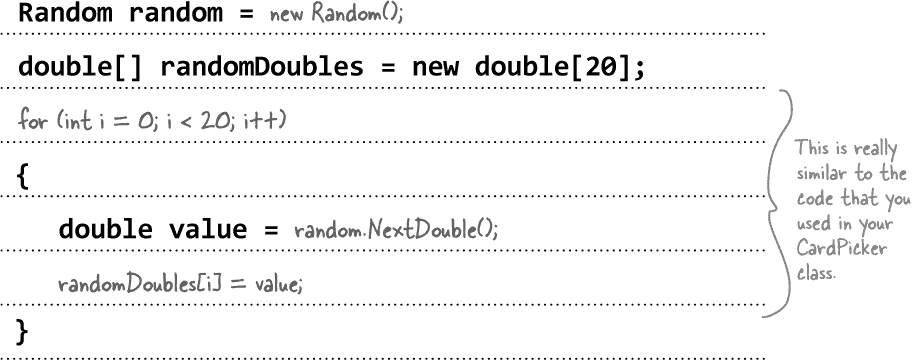 Random random = new Random();
double[] randomDoubles = new double[20];
for (int i = 0; i < 20; i++)
{
double value = random.NextDouble();
randomDoubles[i] = value;
}
This is really
similar to the
code that you
used in your
CardPicker
class.